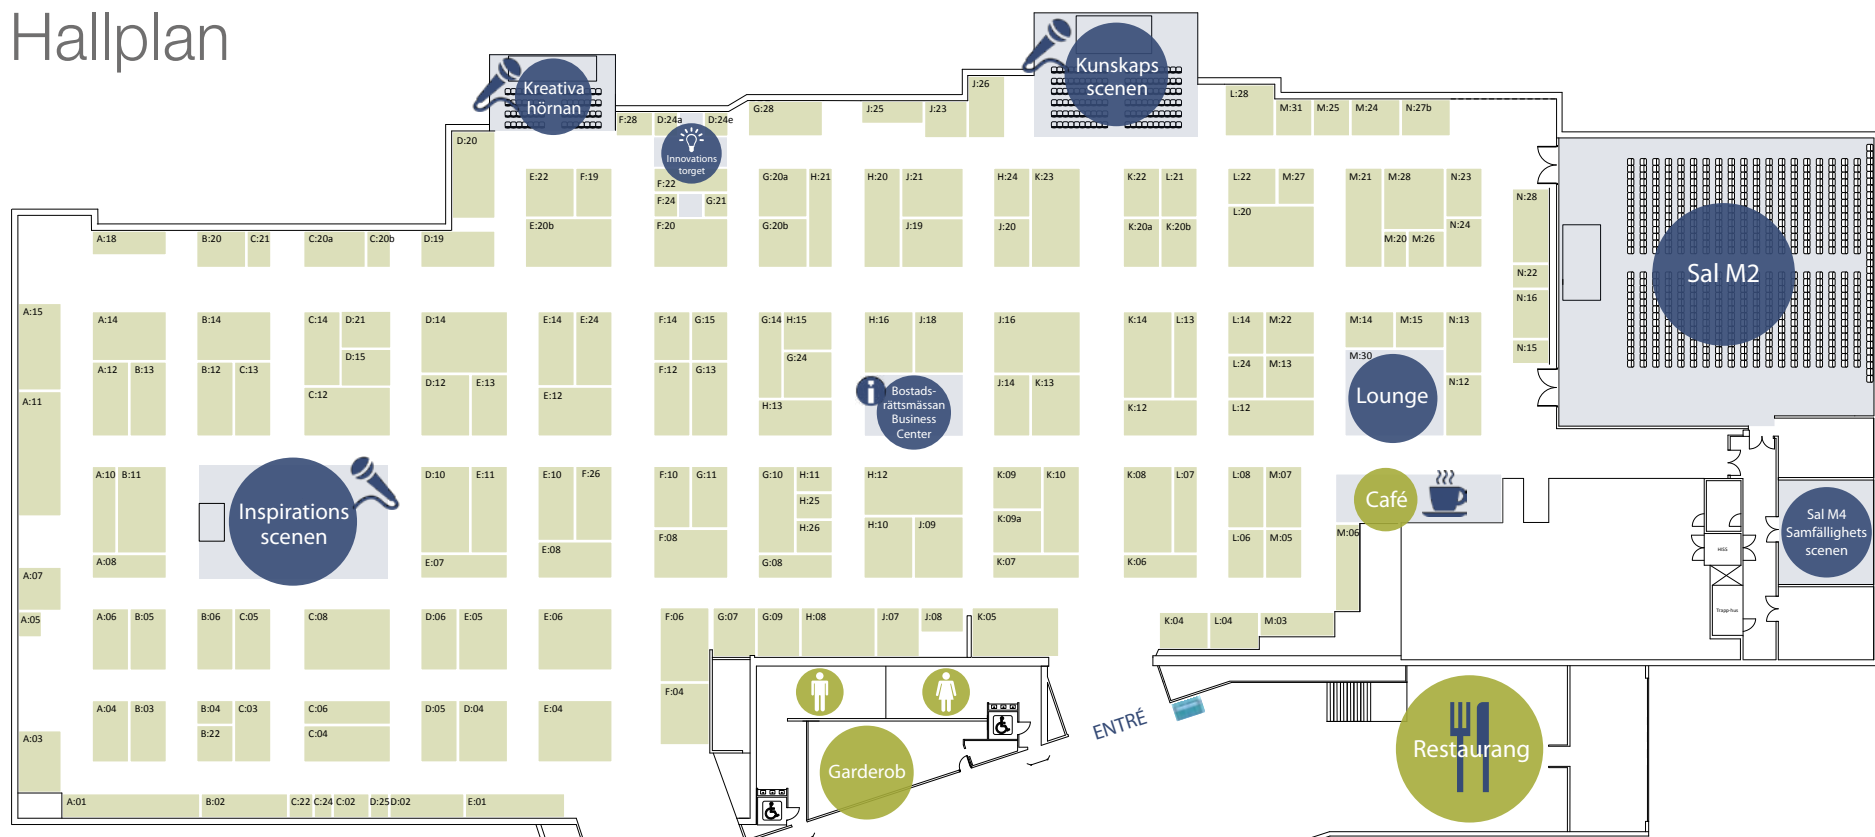 Hallplan
Kreativa
hörnan
Kunskaps
scenen
J:26
L:28
G:28
J:25
J:23
M:31
M:25
M:24
N:27b
F:28
D:24a
D:24e
D:20
Innovations
torget
E:22
F:19
F:22
G:20a
H:21
H:20
J:21
H:24
K:23
K:22
L:21
L:22
M:27
M:21
M:28
N:23
F:24
G:21
N:28
E:20b
F:20
G:20b
J:19
J:20
K:20a
K:20b
L:20
N:24
A:18
B:20
C:21
C:20a
C:20b
D:19
M:20
M:26
Sal M2
N:22
N:16
N:15
A:15
A:14
B:14
C:14
D:21
D:14
E:14
E:24
F:14
G:15
G:14
H:15
H:16
J:18
J:16
K:14
L:13
L:14
M:22
M:14
M:15
N:13
D:15
G:24
M:30
A:12
B:13
B:12
C:13
D:12
E:13
F:12
G:13
J:14
K:13
L:24
M:13
N:12
A:11
C:12
E:12
H:13
K:12
L:12
Bostads-
rättsmässan
Business
Center
Lounge
A:10
B:11
D:10
E:11
E:10
F:26
F:10
G:11
G:10
H:11
H:12
K:09
K:10
K:08
L:07
L:08
M:07
H:25
H:26
K:09a
Café
Inspirations
scenen
H:10
J:09
F:08
E:08
L:06
M:05
M:06
Sal M4
Samfällighets
scenen
HISS
Trapp-hus
A:08
E:07
G:08
K:07
K:06
A:07
A:05
A:06
B:05
B:06
C:05
C:08
D:06
E:05
E:06
F:06
G:07
G:09
H:08
J:07
J:08
K:05
K:04
L:04
M:03
F:04
A:04
B:03
B:04
C:03
C:06
D:05
D:04
E:04
B:22
C:04
A:03
ENTRÉ
Garderob
Restaurang
A:01
B:02
C:22
C:24
C:02
D:25
D:02
E:01